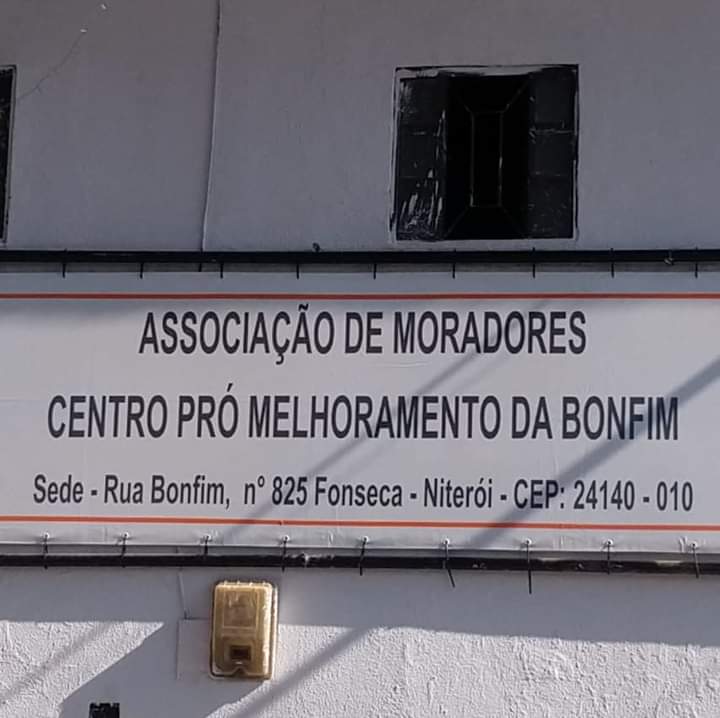 ASSOCIAÇÃO DE MORADORES
CENTRO PRÓ MELHORAMENTO DA BONFIM
Sede - Rua Bonfim, nº 825 Fonseca - Niterói - CEP: 24140 - 010